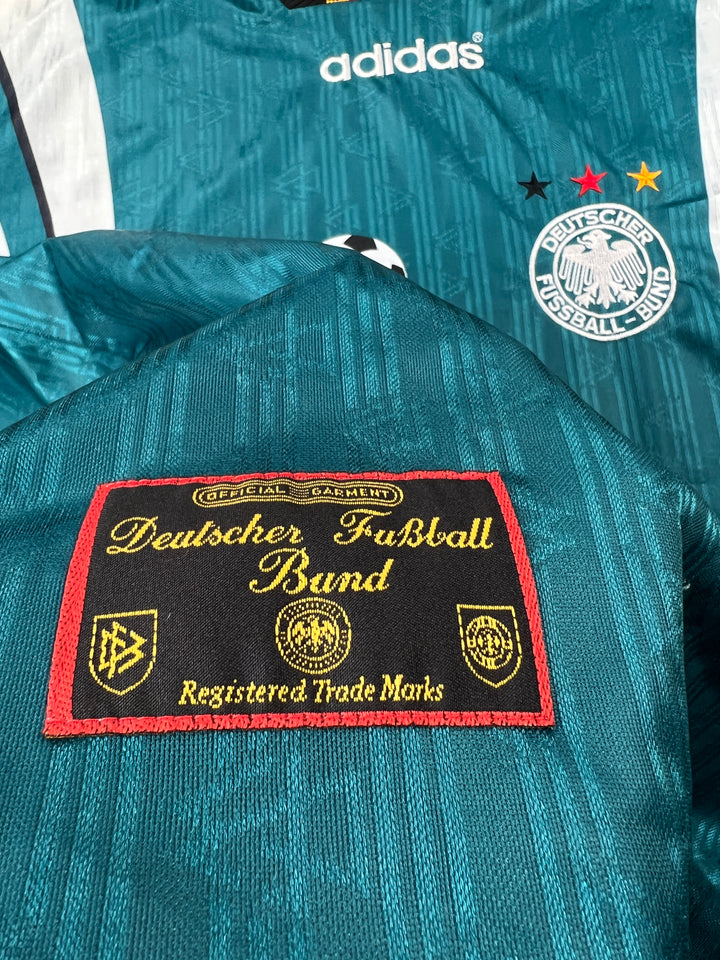 adidas®
DEUTSCHER
FUSSBALL-BUND
OFFICIAL GARMENT
Deutscher Fußball
Bund
Registered Trade Marks